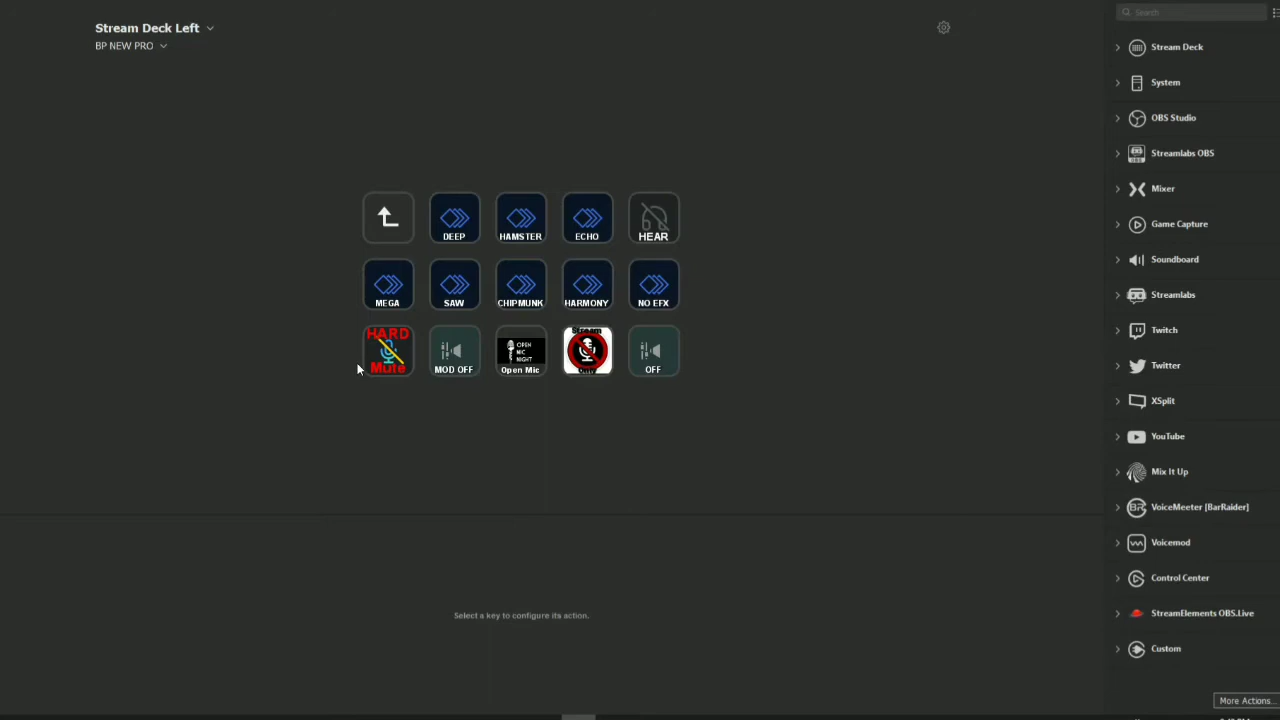 Stream Deck Left
BP NEW PRO
Search
Stream Deck
System
OBS Studio
Streamlabs OBS
Mixer
Game Capture
Soundboard
Streamlabs
Twitch
Twitter
XSplit
YouTube
Mix It Up
VoiceMeeter [BarRaider]
Voicemod
Control Center
StreamElements OBS.Live
Custom
More Actions...
DEEP
HAMSTER
ECHO
HEAR
MEGA
SAW
CHIPMUNK
HARMONY
NO EFX
HARD
Mute
MOD OFF
OPEN
MIC
NIGHT
Open Mic
Stream
Only
OFF
Select a key to configure its action.